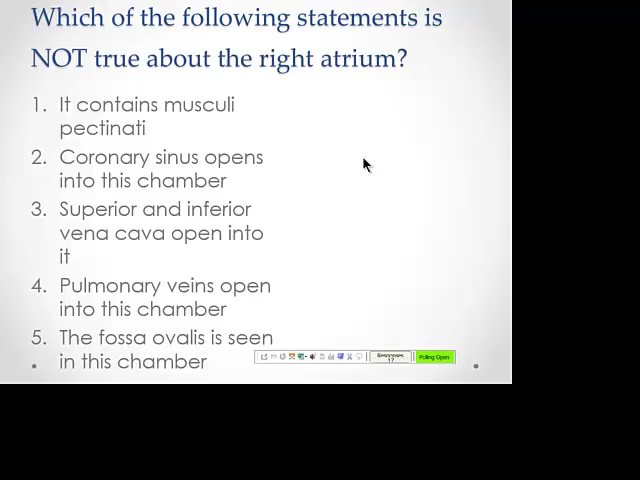 Which of the following statements is
NOT true about the right atrium?
1. It contains musculi
pectinati
2. Coronary sinus opens
into this chamber
3. Superior and inferior
vena cava open into
it
4. Pulmonary veins open
into this chamber
5. The fossa ovalis is seen
in this chamber
Responses
17
Polling Open